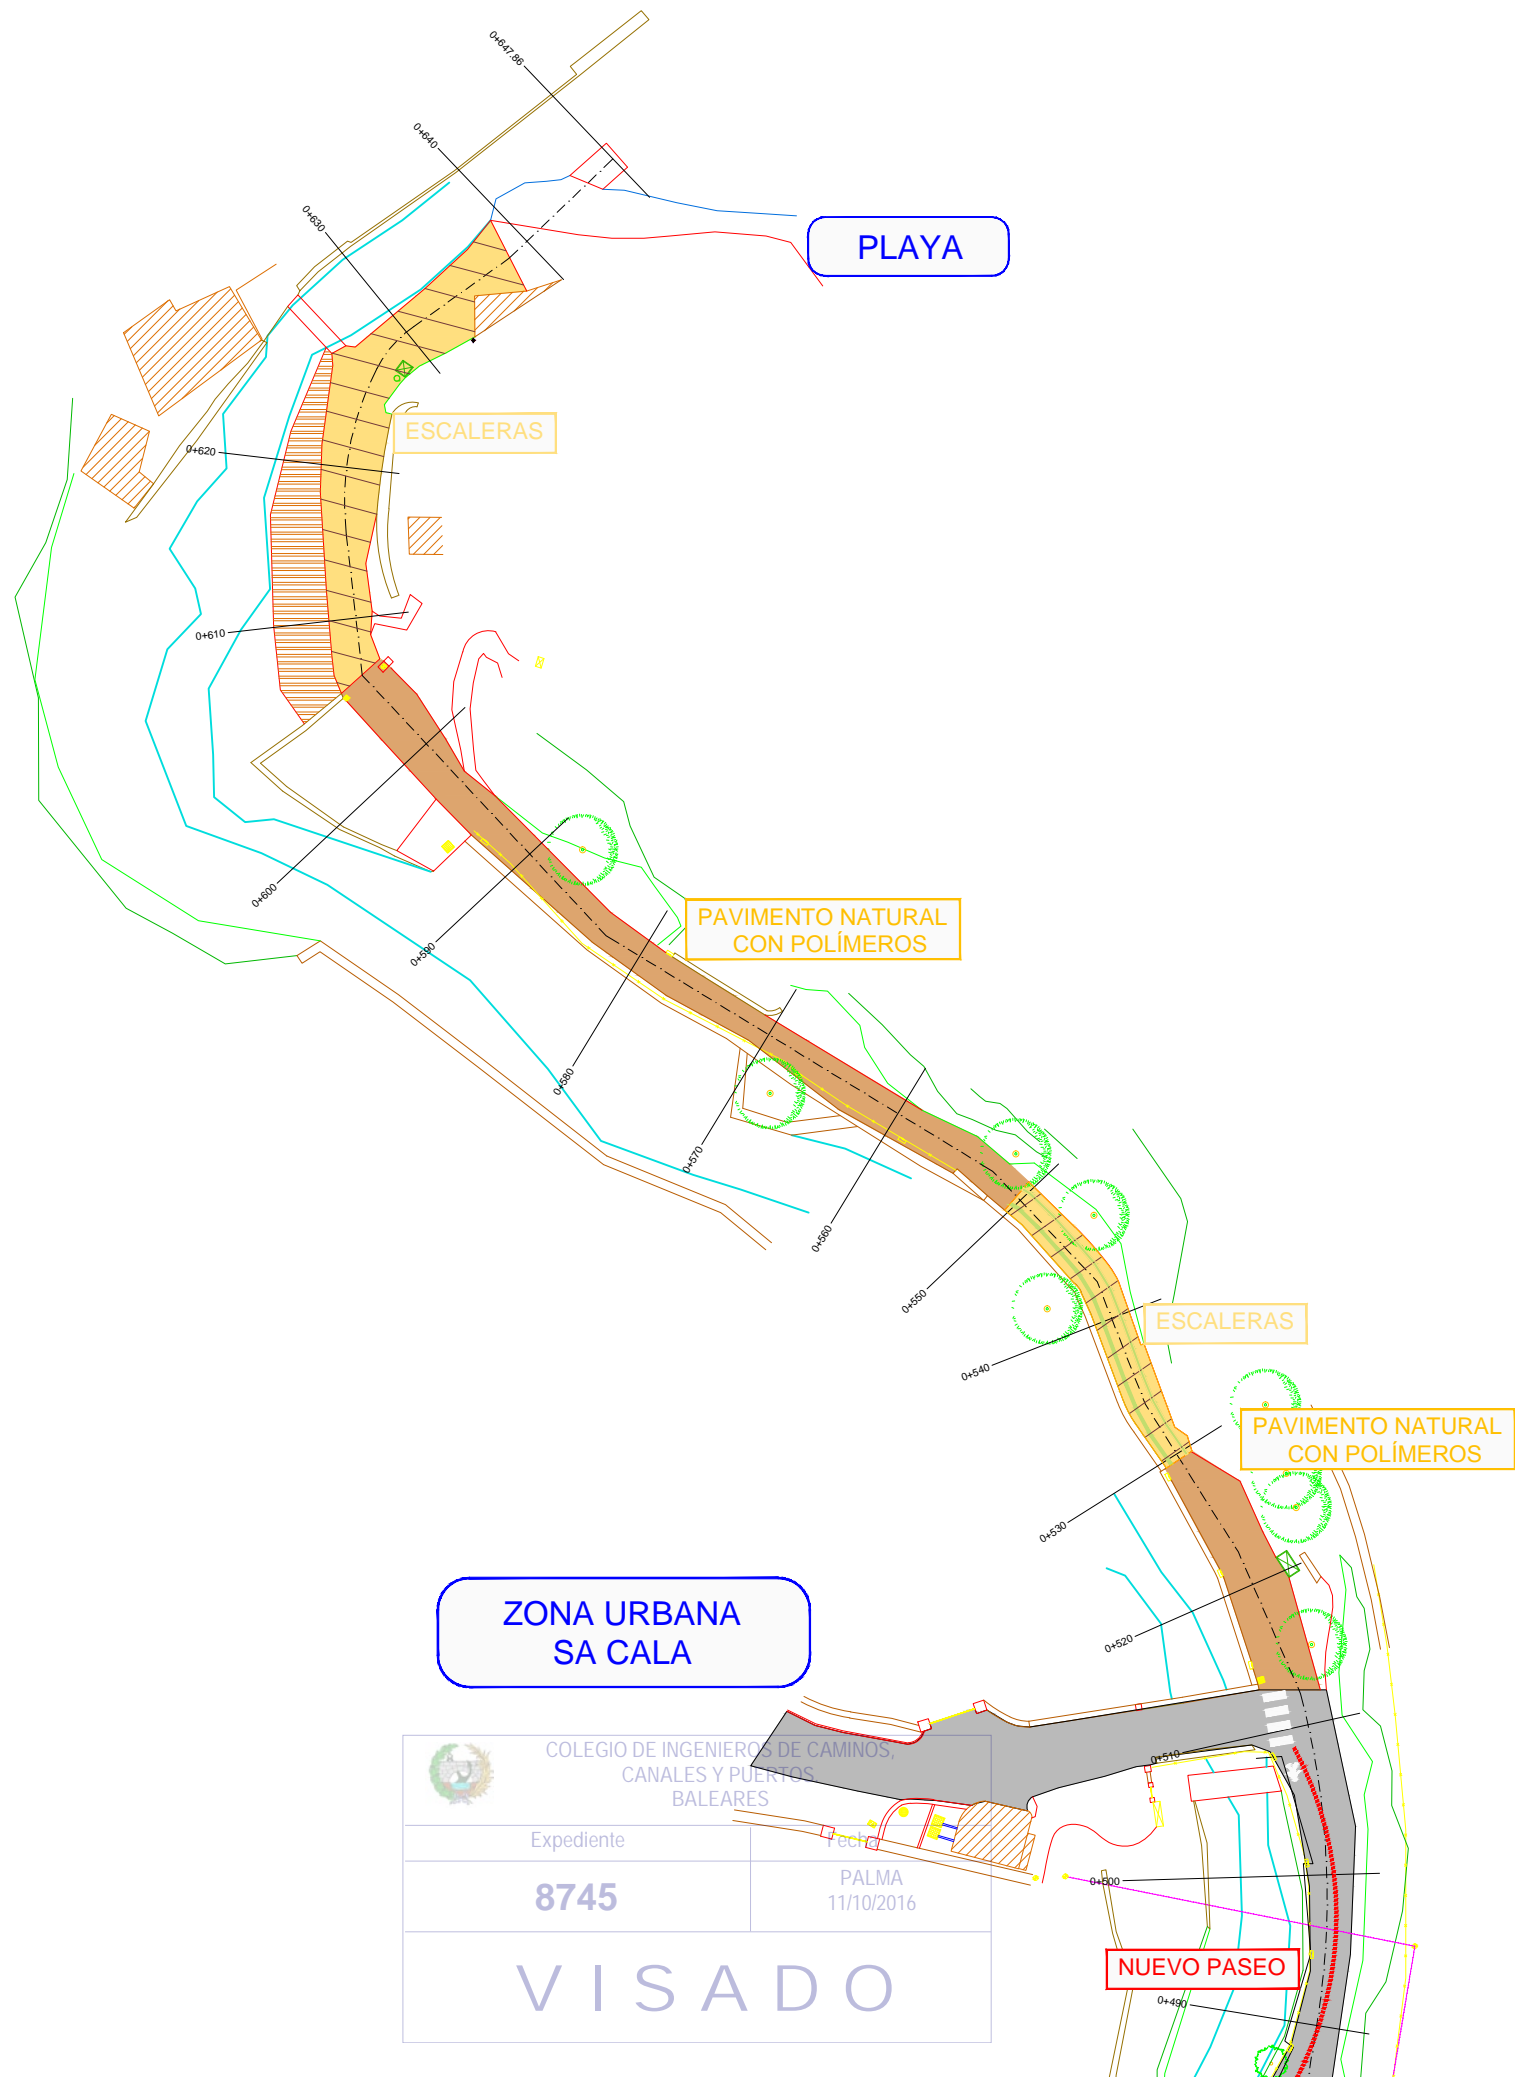 0+647.86
0+640
0+630
PLAYA
ESCALERAS
0+620
0+610
0+600
0+590
PAVIMENTO NATURAL
CON POLÍMEROS
0+580
0+570
0+560
0+550
ESCALERAS
0+540
PAVIMENTO NATURAL
CON POLÍMEROS
0+530
ZONA URBANA
SA CALA
0+520
COLEGIO DE INGENIEROS DE CAMINOS,
CANALES Y PUERTOS.
BALEARES
0+510
Expediente
Fecha
8745
PALMA
11/10/2016
0+500
VISADO
NUEVO PASEO
0+490